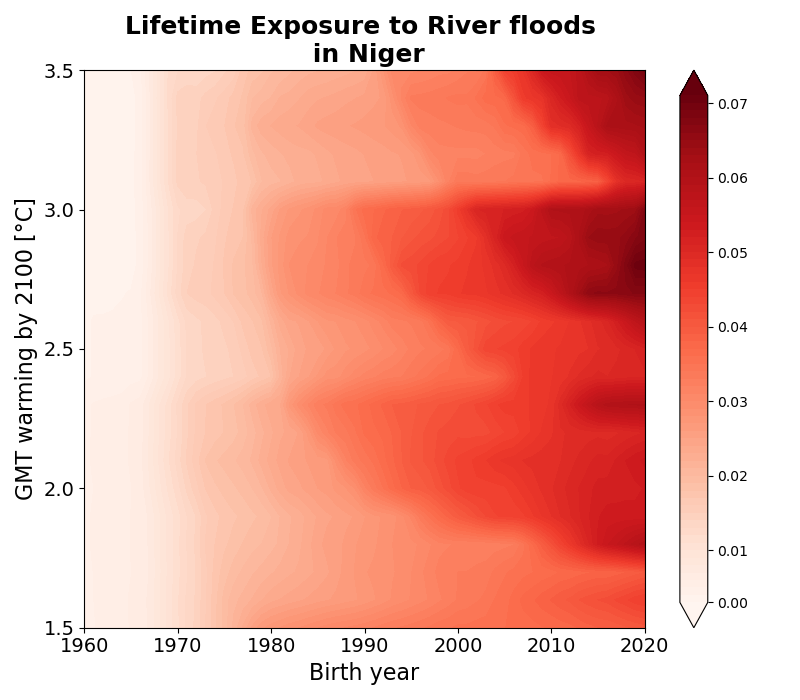 Lifetime Exposure to River floods
in Niger
GMT warming by 2100 [°C]
3.5
3.0
2.5
2.0
1.5
1960 1970 1980 1990 2000 2010 2020
Birth year
0.07
0.06
0.05
0.04
0.03
0.02
0.01
0.00